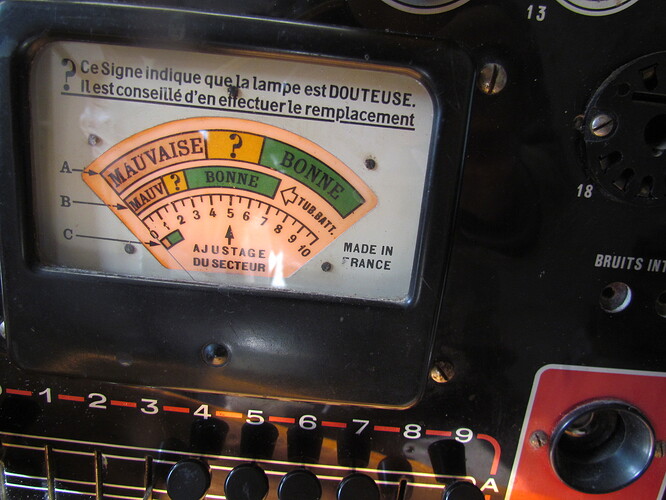 13
? Ce Signe indique que la lampe est DOUTEUSE.
Il est conseillé d'en effectuer le remplacement
MAUVAISE ? BONNE
A
MAUV ? BONNE
TUB.BATT.
B
0 1 2 3 4 5 6 7 8 9 10
C
AJUSTAGE
DU SECTEUR
MADE IN
FRANCE
18
BRUITS INT
1 2 3 4 5 6 7 8 9
A